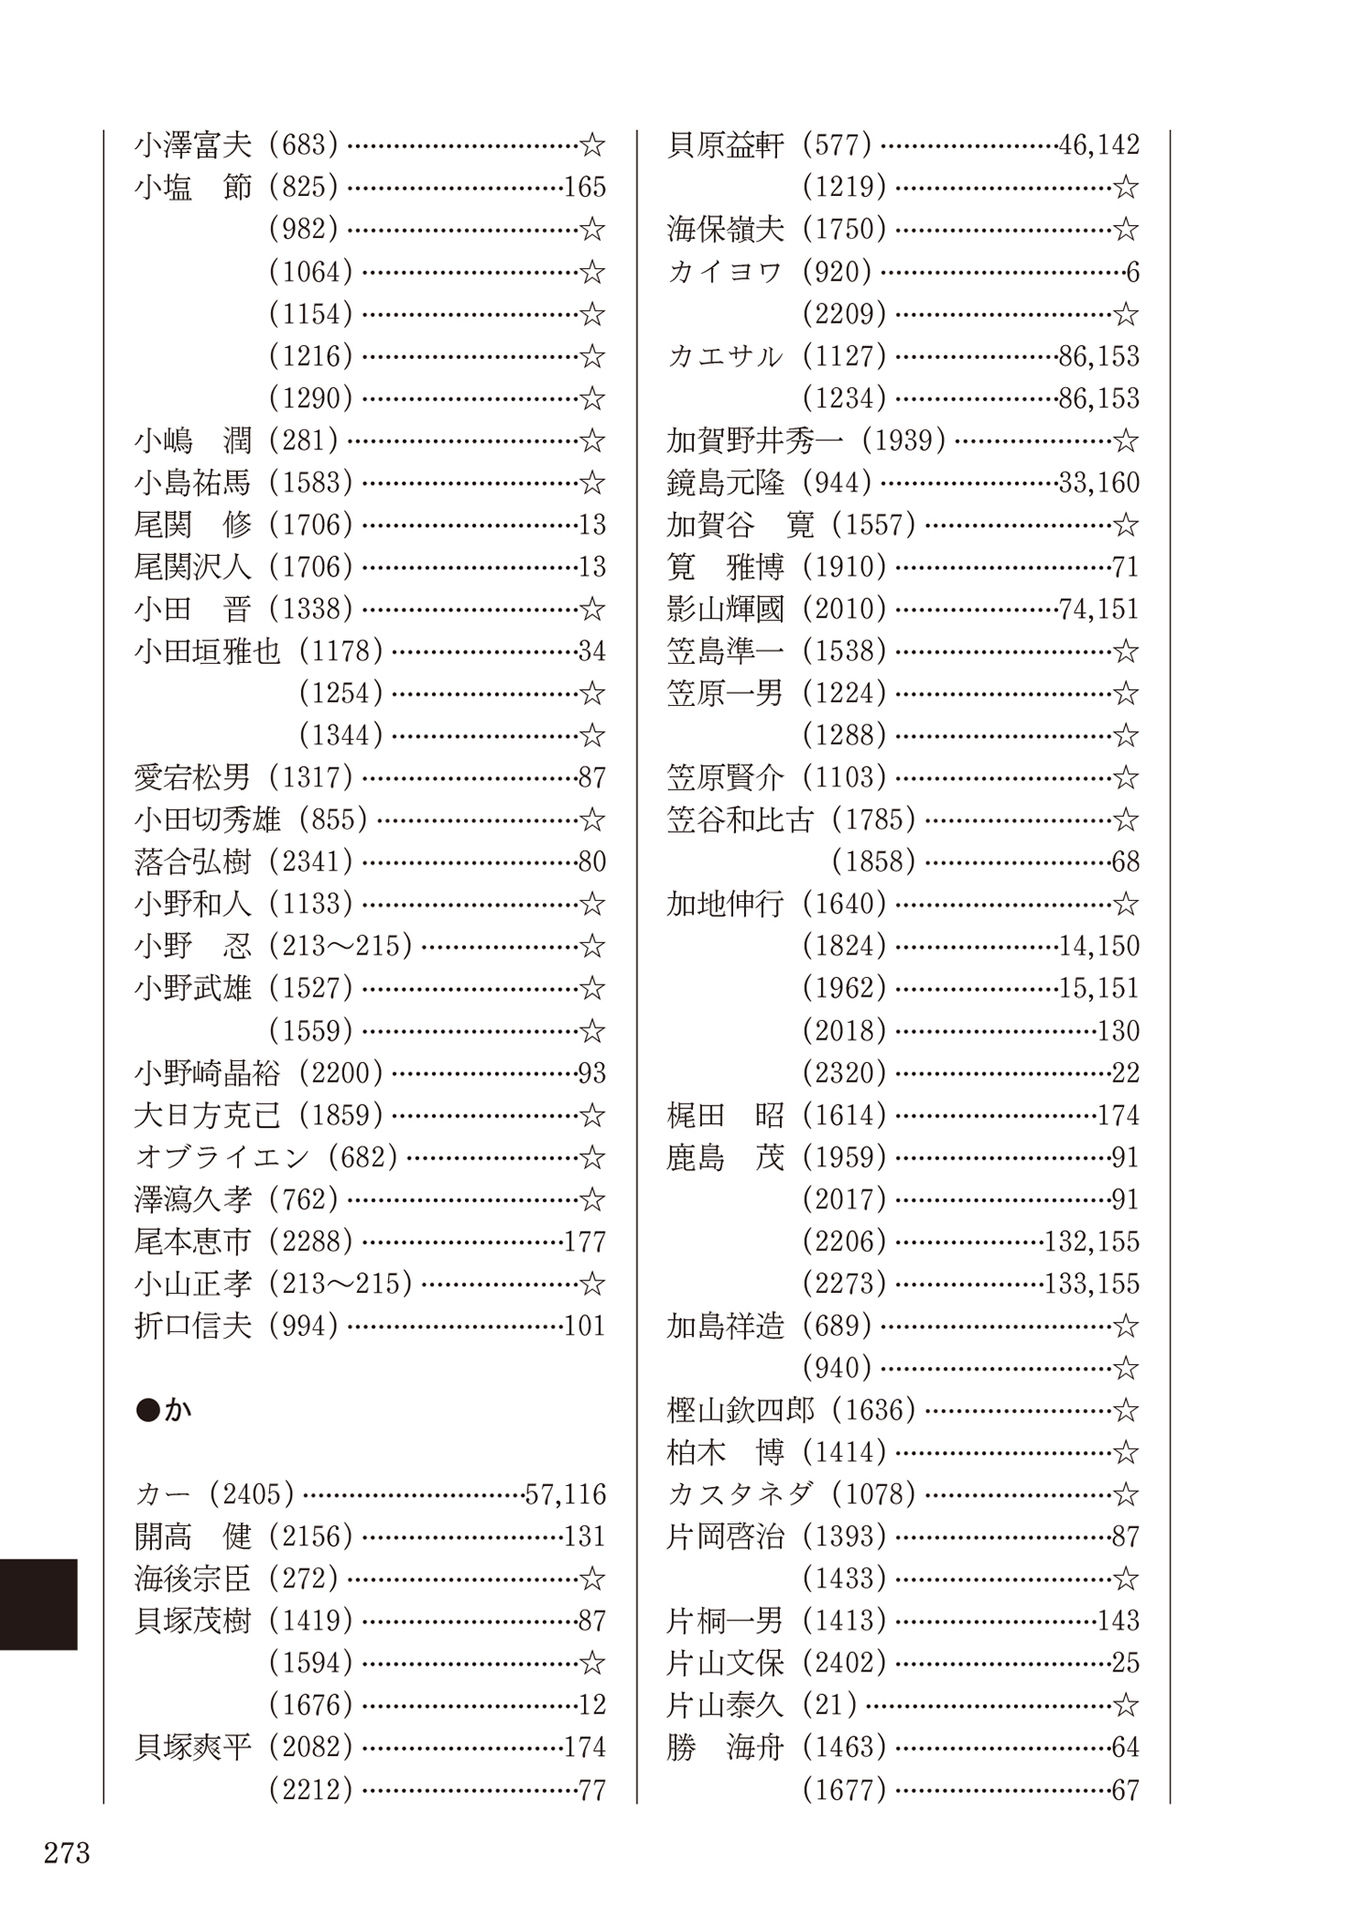 小澤富夫（683）…………………………☆
小塩　節（825）………………………165
（982）…………………………☆
（1064）………………………☆
（1154）………………………☆
（1216）………………………☆
（1290）………………………☆
小嶋　潤（281）…………………………☆
小島祐馬（1583）………………………☆
尾関　修（1706）………………………13
尾関沢人（1706）………………………13
小田　晋（1338）………………………☆
小田垣雅也（1178）……………………34
（1254）……………………☆
（1344）……………………☆
愛宕松男（1317）………………………87
小田切秀雄（855）………………………☆
落合弘樹（2341）………………………80
小野和人（1133）………………………☆
小野　忍（213～215）…………………☆
小野武雄（1527）………………………☆
（1559）………………………☆
小野崎晶裕（2200）……………………93
大日方克己（1859）……………………☆
オブライエン（682）……………………☆
澤瀉久孝（762）…………………………☆
尾本恵市（2288）………………………177
小山正孝（213～215）…………………☆
折口信夫（994）………………………101
●か
カー（2405）…………………………57,116
開高　健（2156）………………………131
海後宗臣（272）…………………………☆
貝塚茂樹（1419）………………………87
（1594）………………………☆
（1676）………………………12
貝塚爽平（2082）………………………174
（2212）………………………77
貝原益軒（577）……………………46,142
（1219）………………………☆
海保嶺夫（1750）………………………☆
カイヨワ（920）…………………………6
（2209）………………………☆
カエサル（1127）…………………86,153
（1234）…………………86,153
加賀野井秀一（1939）…………………☆
鏡島元隆（944）……………………33,160
加賀谷　寛（1557）……………………☆
筧　雅博（1910）………………………71
影山輝國（2010）…………………74,151
笠島準一（1538）………………………☆
笠原一男（1224）………………………☆
（1288）………………………☆
笠原賢介（1103）………………………☆
笠谷和比古（1785）……………………☆
（1858）……………………68
加地伸行（1640）………………………☆
（1824）…………………14,150
（1962）…………………15,151
（2018）………………………130
（2320）………………………22
梶田　昭（1614）………………………174
鹿島　茂（1959）………………………91
（2017）………………………91
（2206）…………………132,155
（2273）…………………133,155
加島祥造（689）…………………………☆
（940）…………………………☆
樫山欽四郎（1636）……………………☆
柏木　博（1414）………………………☆
カスタネダ（1078）……………………☆
片岡啓治（1393）………………………87
（1433）………………………☆
片桐一男（1413）………………………143
片山文保（2402）………………………25
片山泰久（21）…………………………☆
勝　海舟（1463）………………………64
（1677）………………………67
273